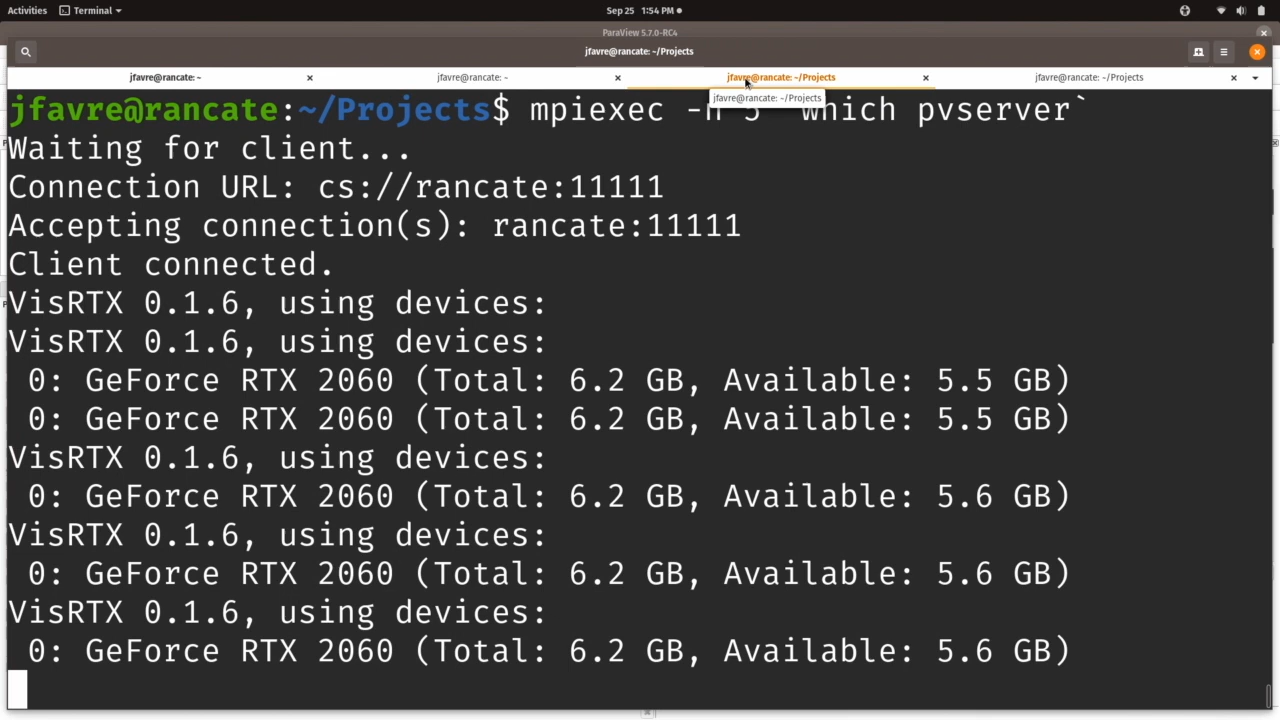 Activities Terminal Sep 25 1:54 PM
ParaView 5.7.0-RC4
jfavre@rancate: ~/Projects
jfavre@rancate: ~ jfavre@rancate: ~ jfavre@rancate: ~/Projects jfavre@rancate: ~/Projects
jfavre@rancate: ~/Projects
jfavre@rancate:~/Projects$ mpiexec -n 5 which pvserver`
Waiting for client...
Connection URL: cs://rancate:11111
Accepting connection(s): rancate:11111
Client connected.
VisRTX 0.1.6, using devices:
VisRTX 0.1.6, using devices:
0: GeForce RTX 2060 (Total: 6.2 GB, Available: 5.5 GB)
0: GeForce RTX 2060 (Total: 6.2 GB, Available: 5.5 GB)
VisRTX 0.1.6, using devices:
0: GeForce RTX 2060 (Total: 6.2 GB, Available: 5.6 GB)
VisRTX 0.1.6, using devices:
0: GeForce RTX 2060 (Total: 6.2 GB, Available: 5.6 GB)
VisRTX 0.1.6, using devices:
0: GeForce RTX 2060 (Total: 6.2 GB, Available: 5.6 GB)